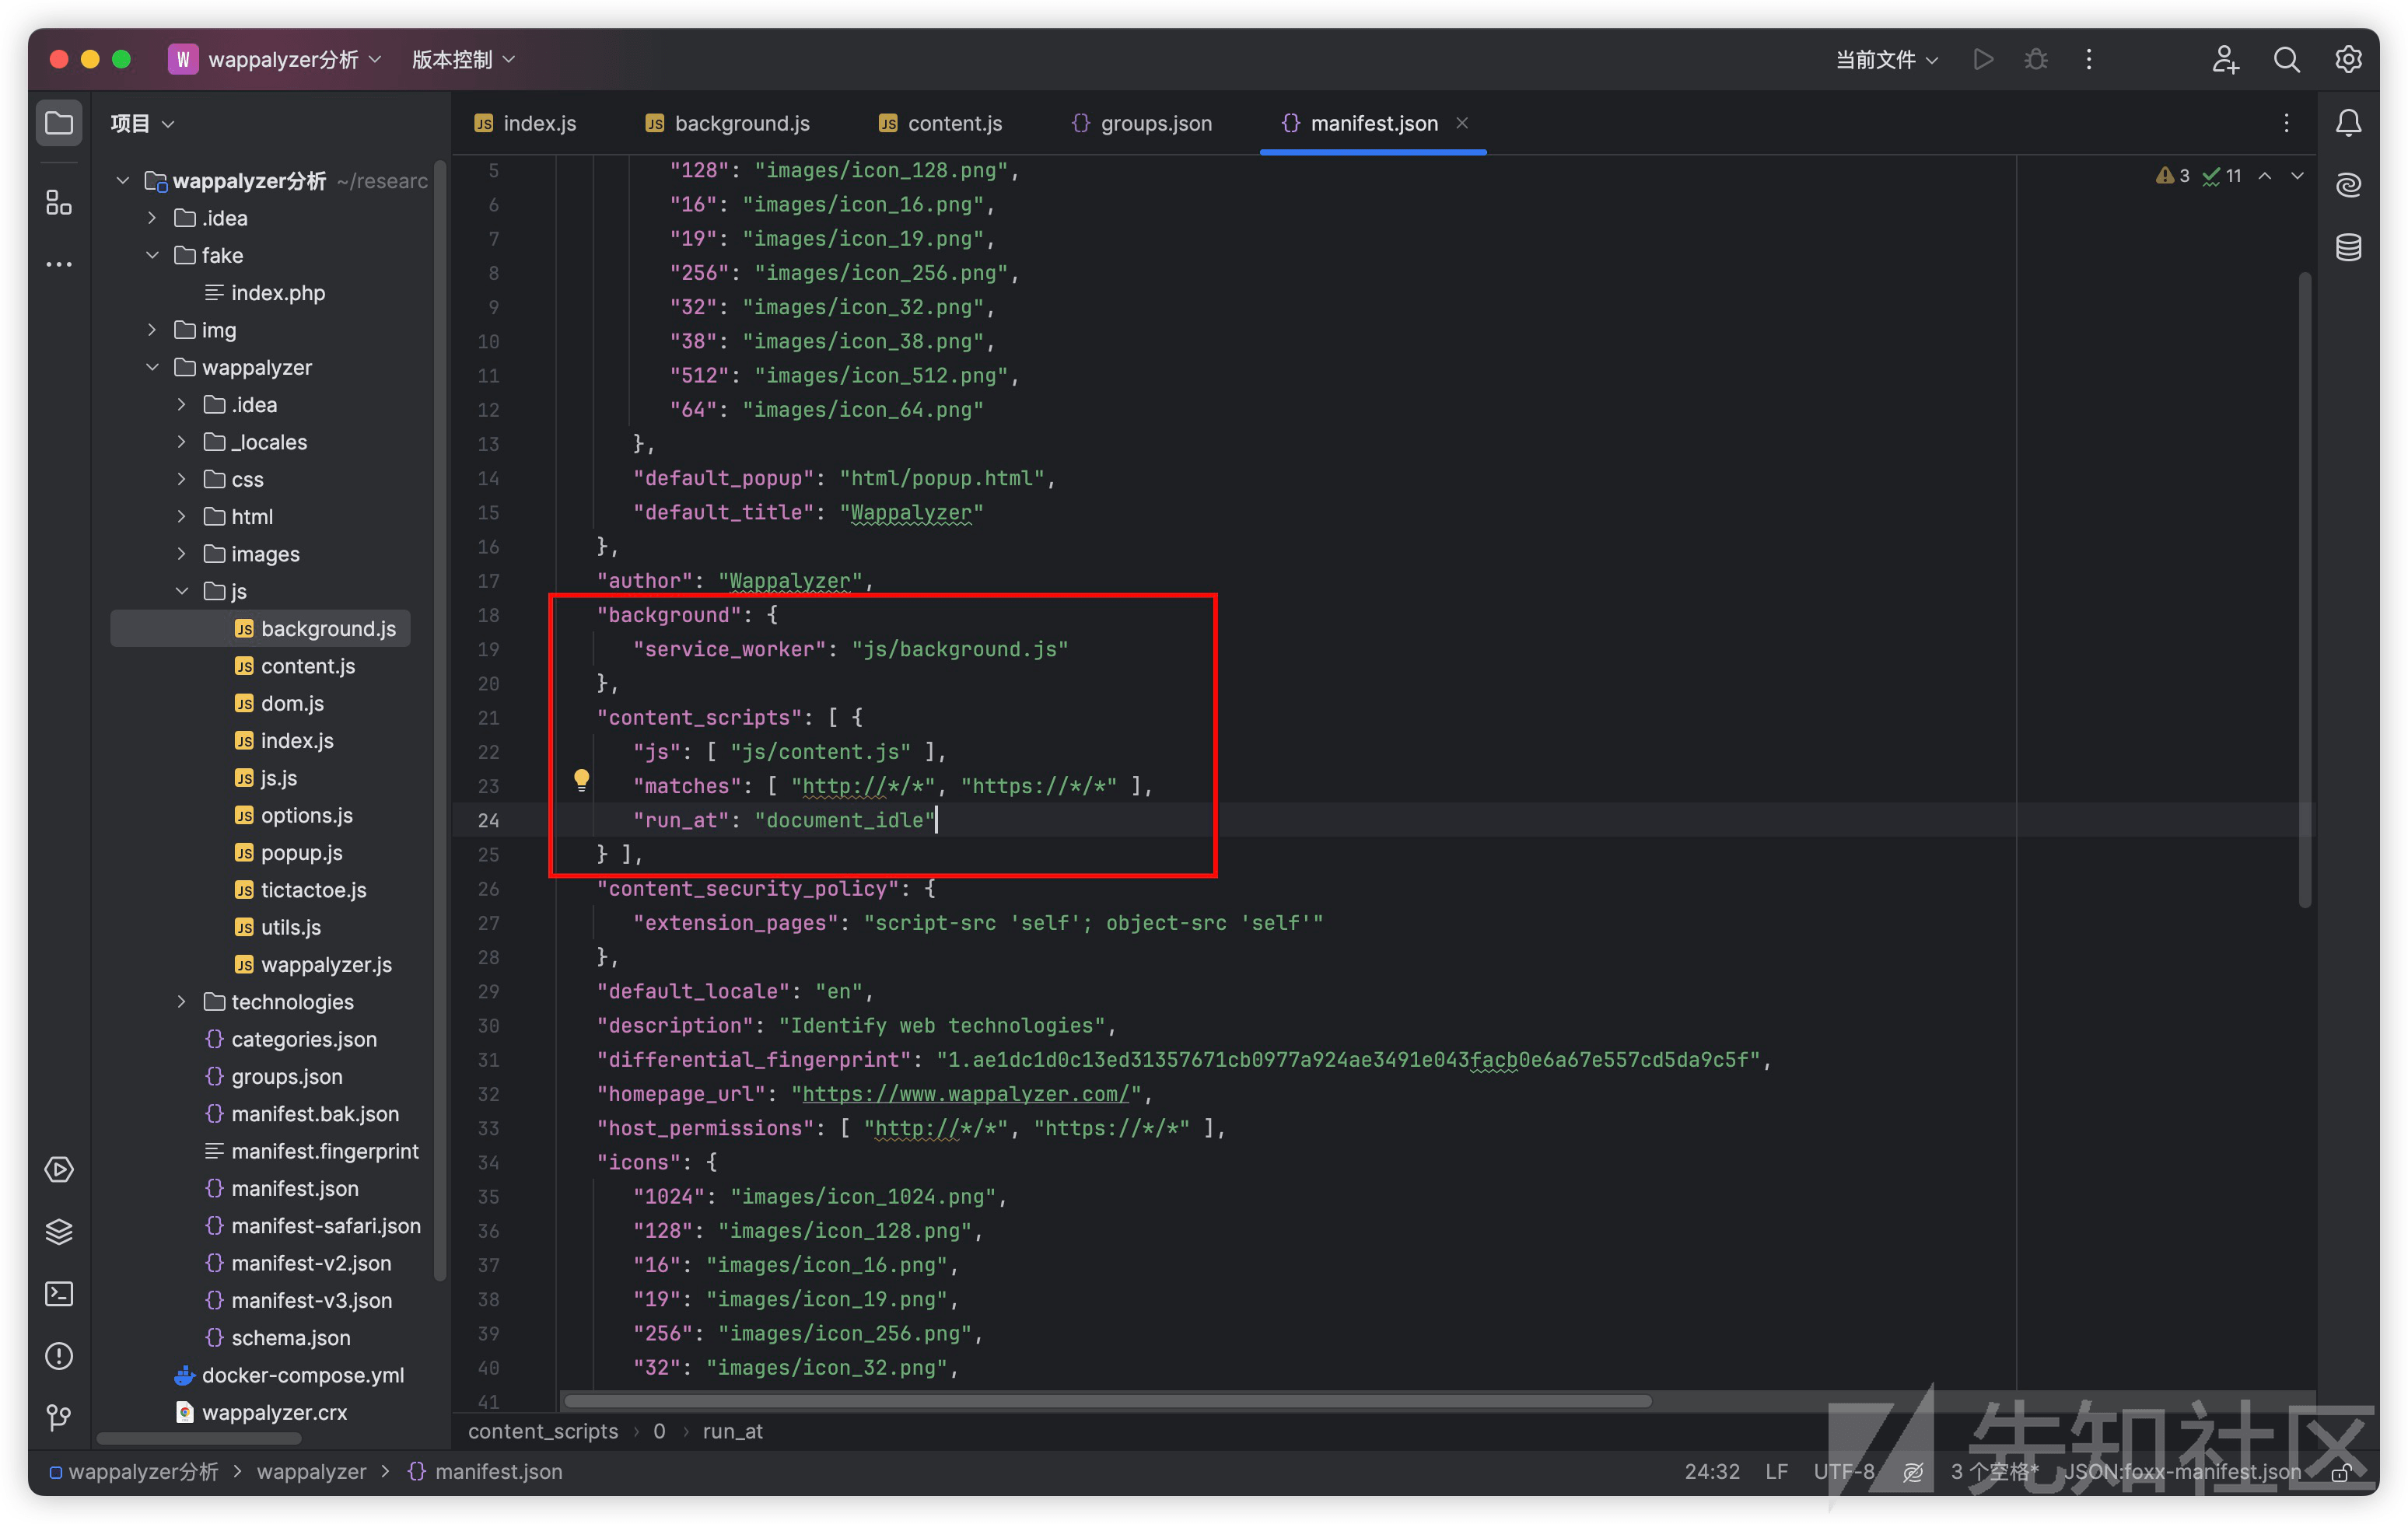 W wappalyzer分析 版本控制 当前文件
项目
wappalyzer分析 ~/researc
.idea
fake
index.php
img
wappalyzer
.idea
_locales
css
html
images
js
JS background.js
JS content.js
JS dom.js
JS index.js
JS js.js
JS options.js
JS popup.js
JS tictactoe.js
JS utils.js
JS wappalyzer.js
technologies
{} categories.json
{} groups.json
{} manifest.bak.json
manifest.fingerprint
{} manifest.json
{} manifest-safari.json
{} manifest-v2.json
{} manifest-v3.json
{} schema.json
docker-compose.yml
wappalyzer.crx
JS index.js JS background.js JS content.js {} groups.json {} manifest.json
3 11
5 "128": "images/icon_128.png",
6 "16": "images/icon_16.png",
7 "19": "images/icon_19.png",
8 "256": "images/icon_256.png",
9 "32": "images/icon_32.png",
10 "38": "images/icon_38.png",
11 "512": "images/icon_512.png",
12 "64": "images/icon_64.png"
13 },
14 "default_popup": "html/popup.html",
15 "default_title": "Wappalyzer"
16 },
17 "author": "Wappalyzer",
18 "background": {
19 "service_worker": "js/background.js"
20 },
21 "content_scripts": [ {
22 "js": [ "js/content.js" ],
23 "matches": [ "http://*/*", "https://*/*" ],
24 "run_at": "document_idle"
25 } ],
26 "content_security_policy": {
27 "extension_pages": "script-src 'self'; object-src 'self'"
28 },
29 "default_locale": "en",
30 "description": "Identify web technologies",
31 "differential_fingerprint": "1.ae1dc1d0c13ed31357671cb0977a924ae3491e043facb0e6a67e557cd5da9c5f",
32 "homepage_url": "https://www.wappalyzer.com/",
33 "host_permissions": [ "http://*/*", "https://*/*" ],
34 "icons": {
35 "1024": "images/icon_1024.png",
36 "128": "images/icon_128.png",
37 "16": "images/icon_16.png",
38 "19": "images/icon_19.png",
39 "256": "images/icon_256.png",
40 "32": "images/icon_32.png",
41
content_scripts › 0 › run_at
wappalyzer分析 > wappalyzer > {} manifest.json 24:32 LF UTF-8 3 个空格* JSON:foxx-manifest.json
先知社区